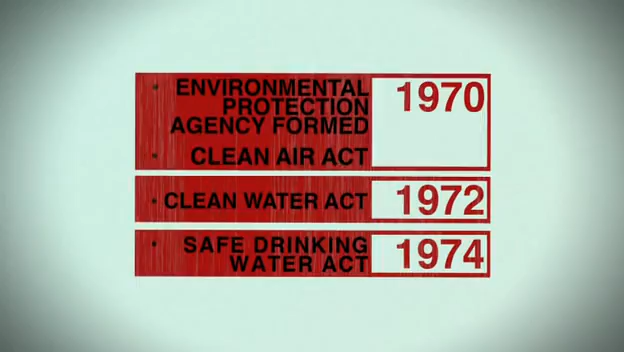 • ENVIRONMENTAL 1970
PROTECTION
AGENCY FORMED
• CLEAN AIR ACT
• CLEAN WATER ACT 1972
• SAFE DRINKING 1974
WATER ACT